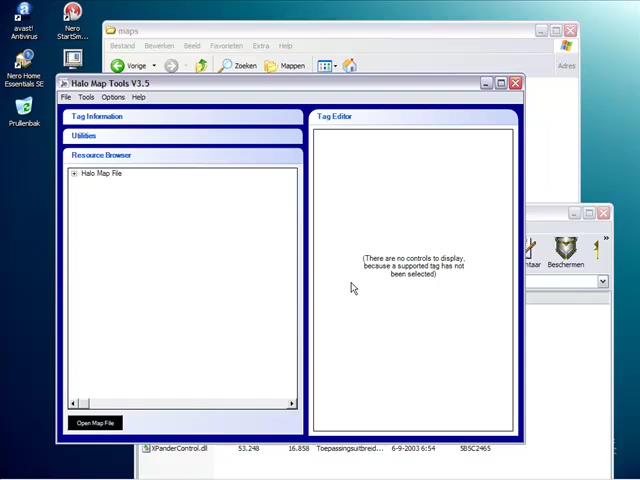 avast!
Antivirus
Nero
StartSm...
Nero Home
Essentials SE
Prullenbak
maps
Bestand Bewerken Beeld Favorieten Extra Help
Vorige Zoeken Mappen
Adres
Halo Map Tools V3.5
File Tools Options Help
Tag Information
Utilities
Resource Browser
Halo Map File
Open Map File
Tag Editor
(There are no controls to display,
because a supported tag has not
been selected)
ntaar Beschermen
XPanderControl.dll 53.248 16.858 Toepassingsuitbreid... 6-9-2003 6:54 5B5C2465